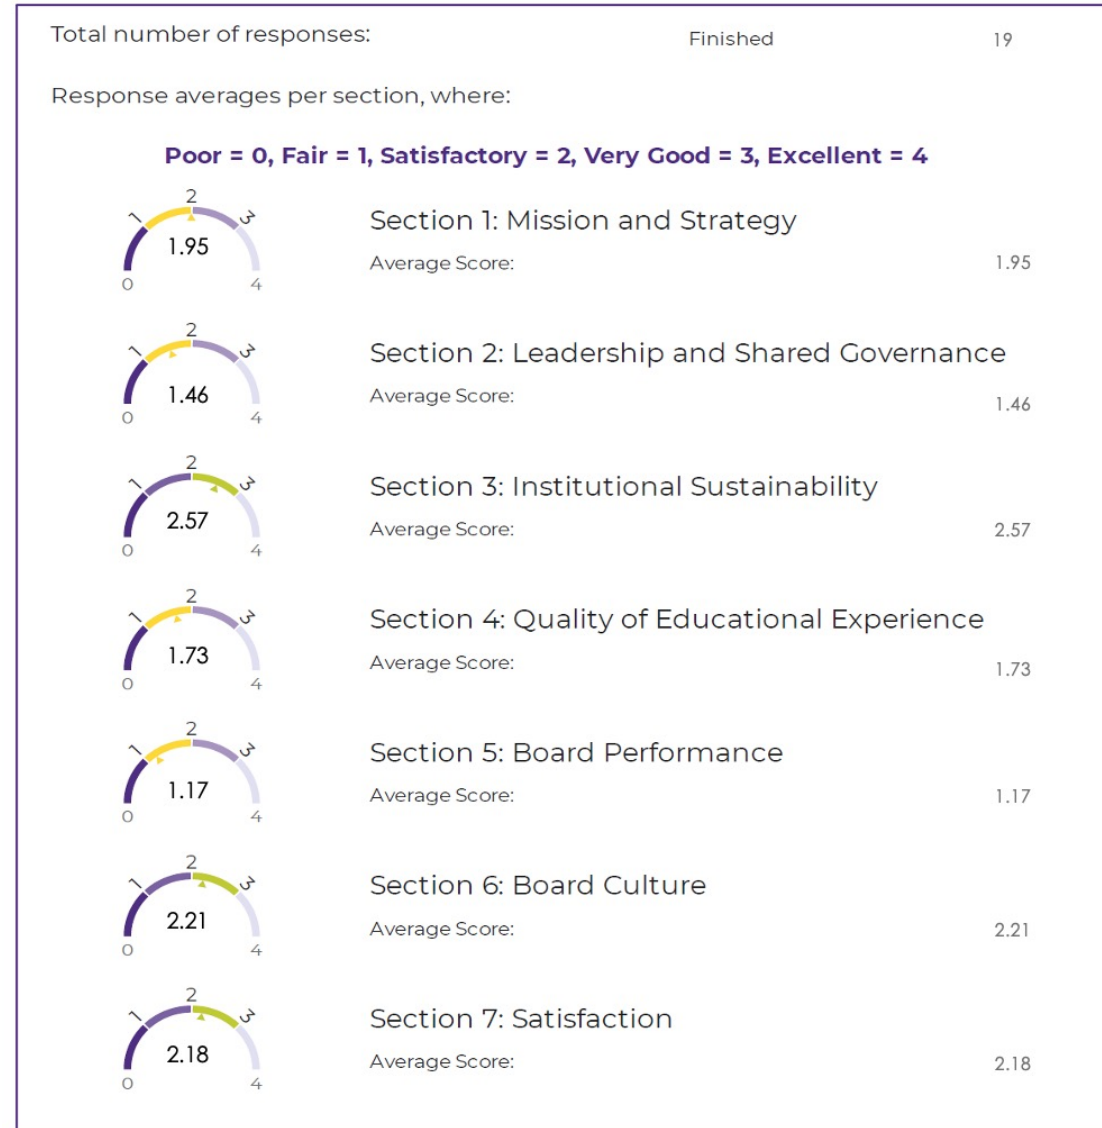 Total number of responses: Finished 19
Response averages per section, where:
Poor = 0, Fair = 1, Satisfactory = 2, Very Good = 3, Excellent = 4
0 1 2 3 4
1.95
Section 1: Mission and Strategy
Average Score: 1.95
0 1 2 3 4
1.46
Section 2: Leadership and Shared Governance
Average Score: 1.46
0 1 2 3 4
2.57
Section 3: Institutional Sustainability
Average Score: 2.57
0 1 2 3 4
1.73
Section 4: Quality of Educational Experience
Average Score: 1.73
0 1 2 3 4
1.17
Section 5: Board Performance
Average Score: 1.17
0 1 2 3 4
2.21
Section 6: Board Culture
Average Score: 2.21
0 1 2 3 4
2.18
Section 7: Satisfaction
Average Score: 2.18